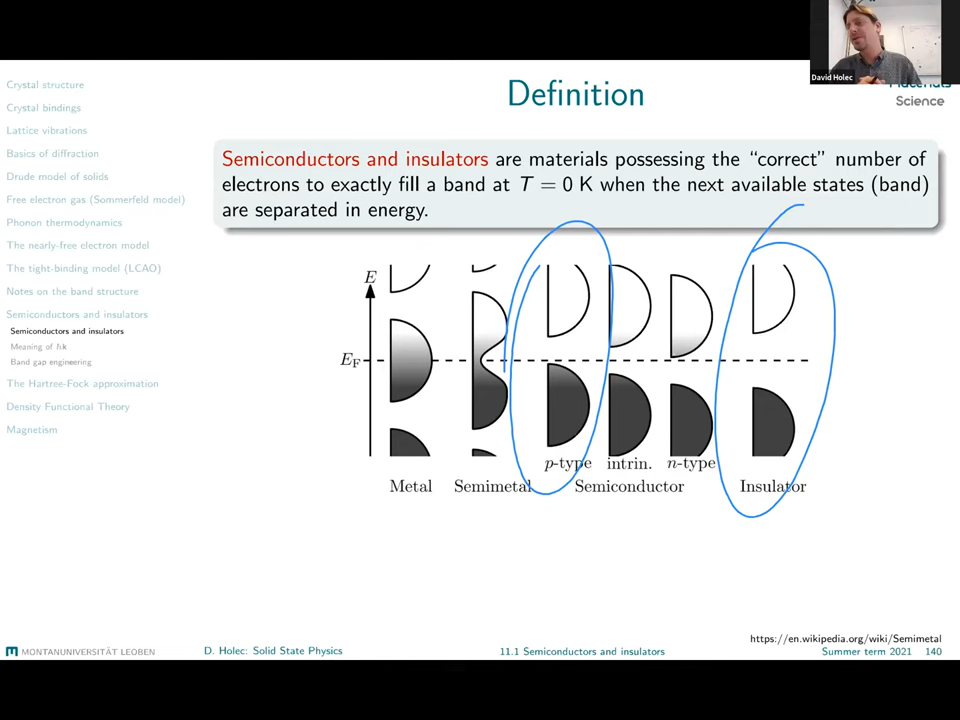 David Holec
Materials
Science
Crystal structure
Crystal bindings
Lattice vibrations
Basics of diffraction
Drude model of solids
Free electron gas (Sommerfeld model)
Phonon thermodynamics
The nearly-free electron model
The tight-binding model (LCAO)
Notes on the band structure
Semiconductors and insulators
Semiconductors and insulators
Meaning of ħk
Band gap engineering
The Hartree-Fock approximation
Density Functional Theory
Magnetism
Definition
Semiconductors and insulators are materials possessing the “correct” number of
electrons to exactly fill a band at T = 0 K when the next available states (band)
are separated in energy.
E
E_F
p-type intrin. n-type
Metal Semimetal Semiconductor Insulator
https://en.wikipedia.org/wiki/Semimetal
MONTANUNIVERSITÄT LEOBEN D. Holec: Solid State Physics 11.1 Semiconductors and insulators Summer term 2021 140